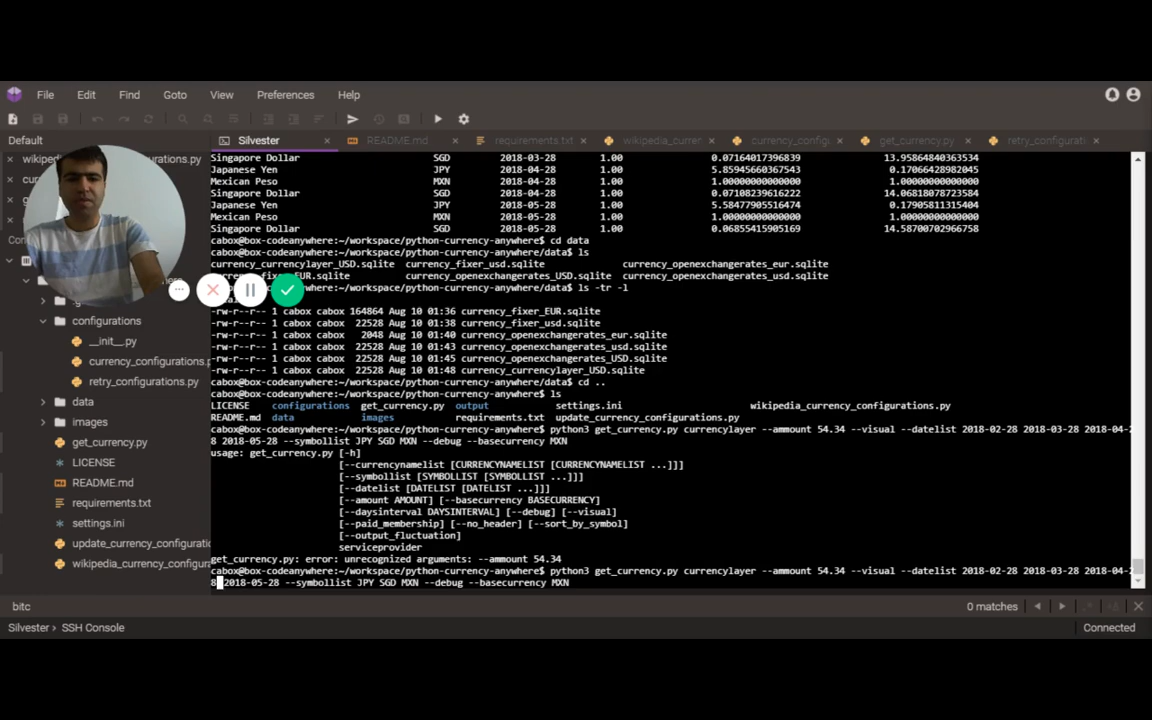 File Edit Find Goto View Preferences Help
Default
Silvester
README.md
requirements.txt
wikipedia_curren
currency_config
get_currency.py
retry_configurati
configurations.py
configurations
__init__.py
currency_configurations.p
retry_configurations.py
data
images
get_currency.py
LICENSE
README.md
requirements.txt
settings.ini
update_currency_configuratio
wikipedia_currency_configura
Singapore Dollar SGD 2018-03-28 1.00 0.07164017396839 13.95864840363534
Japanese Yen JPY 2018-04-28 1.00 5.85945660367543 0.17066428982045
Mexican Peso MXN 2018-04-28 1.00 1.00000000000000 1.00000000000000
Singapore Dollar SGD 2018-04-28 1.00 0.07108239616222 14.06818078723584
Japanese Yen JPY 2018-05-28 1.00 5.58477905516474 0.17905811315404
Mexican Peso MXN 2018-05-28 1.00 1.00000000000000 1.00000000000000
Singapore Dollar SGD 2018-05-28 1.00 0.06855415905169 14.58700702966758
cabox@box-codeanywhere:~/workspace/python-currency-anywhere$ cd data
cabox@box-codeanywhere:~/workspace/python-currency-anywhere/data$ ls
currency_currencylayer_USD.sqlite currency_fixer_usd.sqlite currency_openexchangerates_eur.sqlite
EUR.sqlite currency_openexchangerates_USD.sqlite currency_openexchangerates_usd.sqlite
cabox@box-codeanywhere:~/workspace/python-currency-anywhere/data$ ls -tr -l
-rw-r--r-- 1 cabox cabox 164864 Aug 10 01:36 currency_fixer_EUR.sqlite
-rw-r--r-- 1 cabox cabox 22528 Aug 10 01:38 currency_fixer_usd.sqlite
-rw-r--r-- 1 cabox cabox 2048 Aug 10 01:40 currency_openexchangerates_eur.sqlite
-rw-r--r-- 1 cabox cabox 22528 Aug 10 01:43 currency_openexchangerates_usd.sqlite
-rw-r--r-- 1 cabox cabox 22528 Aug 10 01:45 currency_openexchangerates_USD.sqlite
-rw-r--r-- 1 cabox cabox 22528 Aug 10 01:48 currency_currencylayer_USD.sqlite
cabox@box-codeanywhere:~/workspace/python-currency-anywhere/data$ cd ..
cabox@box-codeanywhere:~/workspace/python-currency-anywhere$ ls
LICENSE configurations get_currency.py output settings.ini wikipedia_currency_configurations.py
README.md data images requirements.txt update_currency_configurations.py
cabox@box-codeanywhere:~/workspace/python-currency-anywhere$ python3 get_currency.py currencylayer --ammount 54.34 --visual --datelist 2018-02-28 2018-03-28 2018-04-2
8 2018-05-28 --symbollist JPY SGD MXN --debug --basecurrency MXN
usage: get_currency.py [-h]
[--currencynamelist [CURRENCYNAMELIST [CURRENCYNAMELIST ...]]]
[--symbollist [SYMBOLLIST [SYMBOLLIST ...]]]
[--datelist [DATELIST [DATELIST ...]]]
[--amount AMOUNT] [--basecurrency BASECURRENCY]
[--daysinterval DAYSINTERVAL] [--debug] [--visual]
[--paid_membership] [--no_header] [--sort_by_symbol]
[--output_fluctuation]
serviceprovider
get_currency.py: error: unrecognized arguments: --ammount 54.34
cabox@box-codeanywhere:~/workspace/python-currency-anywhere$ python3 get_currency.py currencylayer --ammount 54.34 --visual --datelist 2018-02-28 2018-03-28 2018-04-2
8 2018-05-28 --symbollist JPY SGD MXN --debug --basecurrency MXN
bitc
0 matches
Silvester › SSH Console
Connected